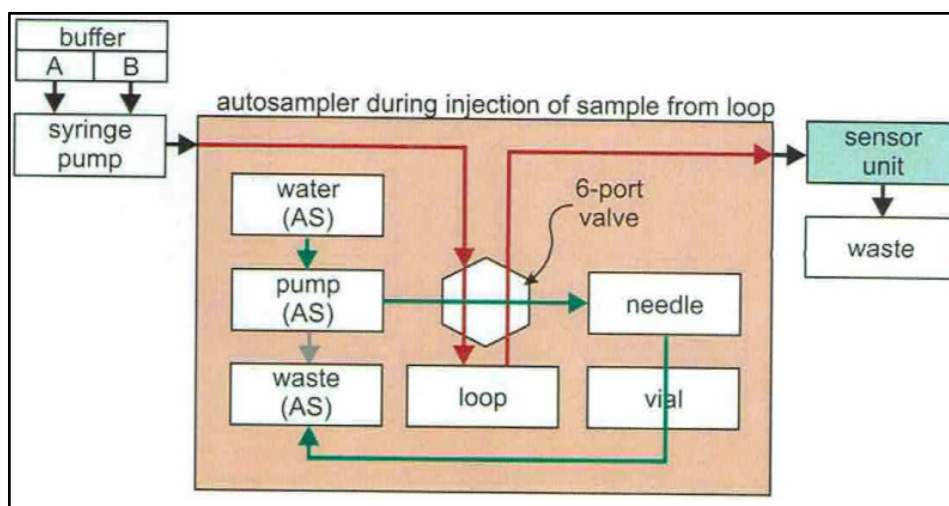 buffer
A B
syringe
pump
autosampler during injection of sample from loop
sensor
unit
waste
water
(AS)
6-port
valve
pump
(AS)
needle
waste
(AS)
loop
vial